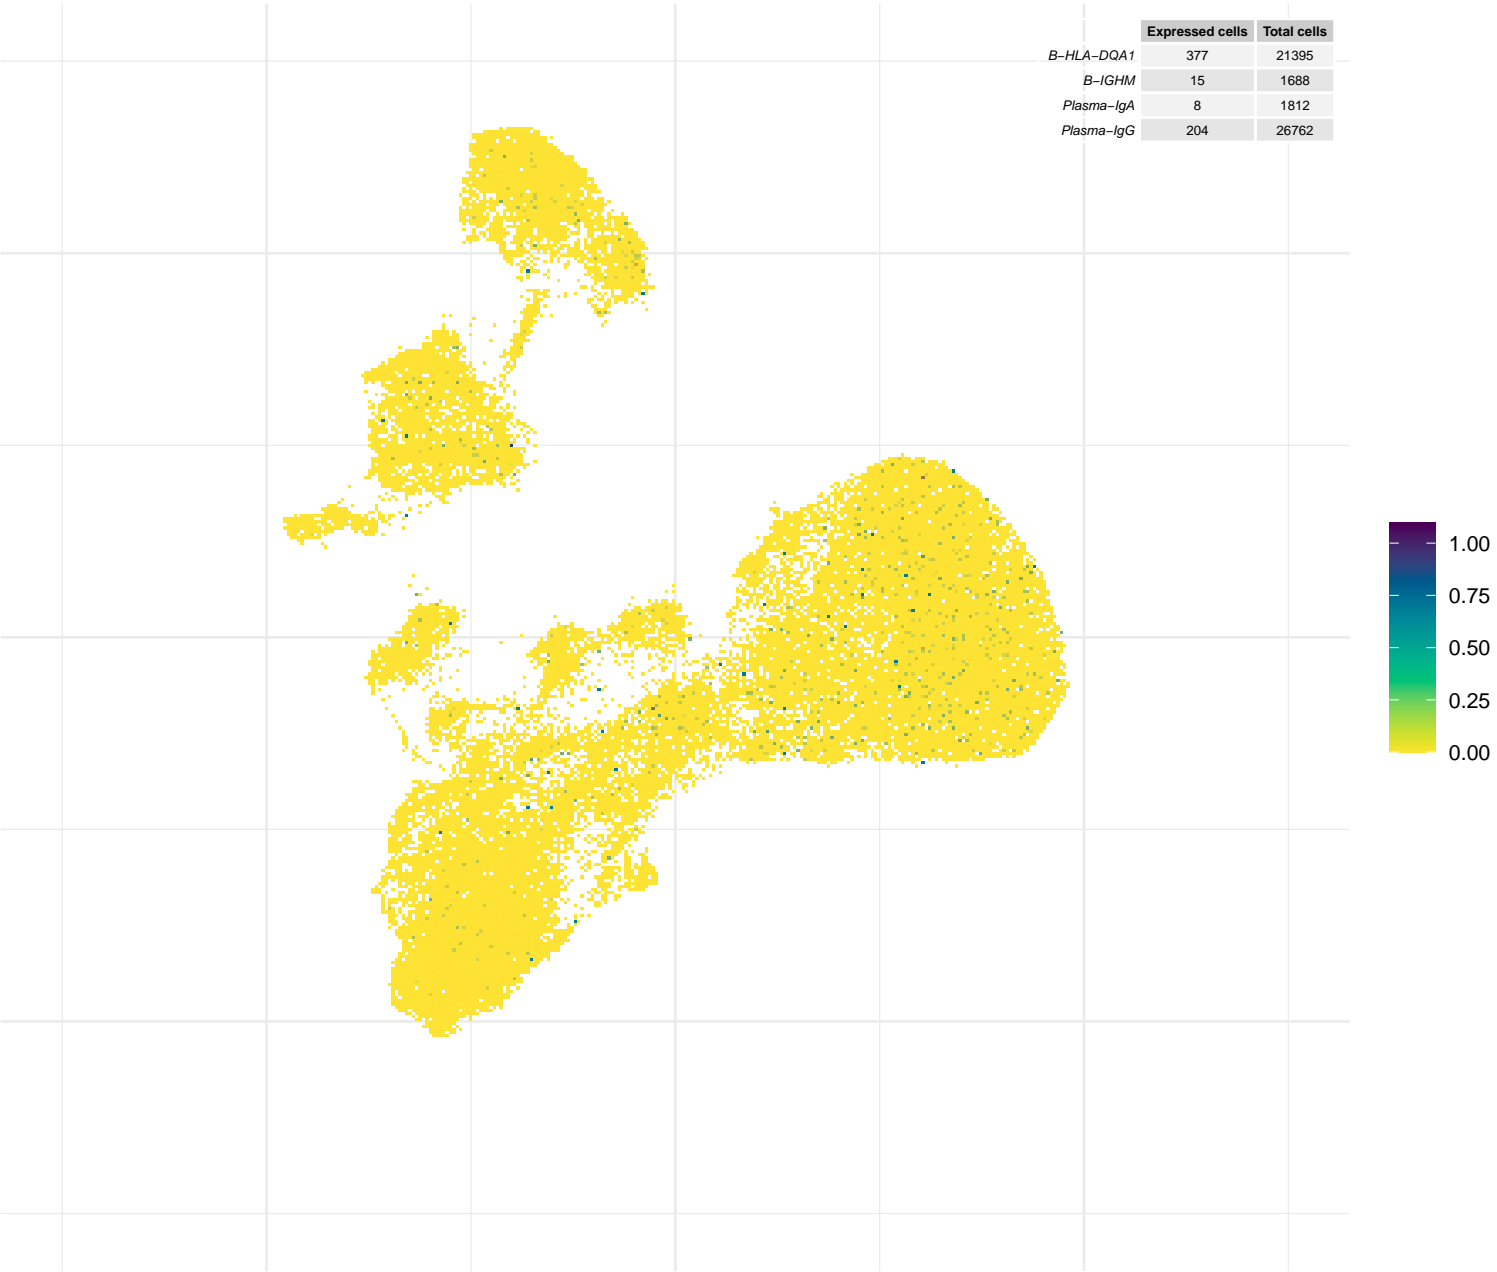 Expressed cells Total cells
B−HLA−DQA1 377 21395
B−IGHM 15 1688
Plasma−IgA 8 1812
Plasma−IgG 204 26762
1.00
0.75
0.50
0.25
0.00